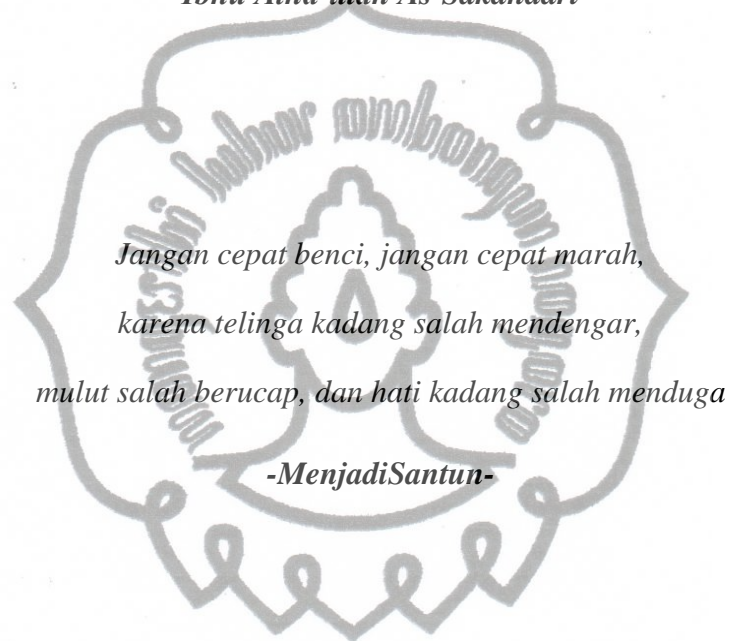 Jangan cepat benci, jangan cepat marah,
karena telinga kadang salah mendengar,
mulut salah berucap, dan hati kadang salah menduga
-MenjadiSantun-